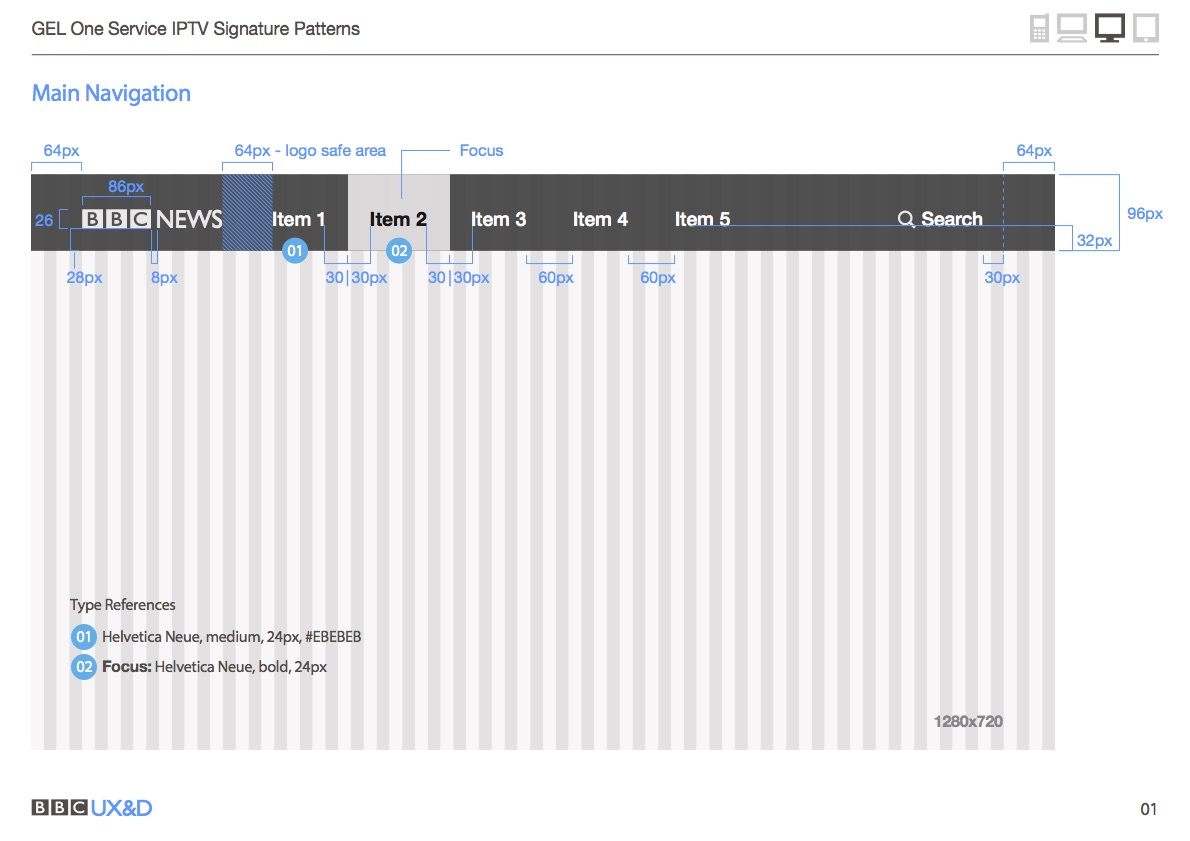 GEL One Service IPTV Signature Patterns
Main Navigation
64px 64px - logo safe area Focus 64px
86px
26 BBC NEWS Item 1 Item 2 Item 3 Item 4 Item 5 Search 96px
32px
01 02
28px 8px 30 30px 30 30px 60px 60px 30px
Type References
01 Helvetica Neue, medium, 24px, #EBEBEB
02 Focus: Helvetica Neue, bold, 24px
1280x720
BBC UX&D 01